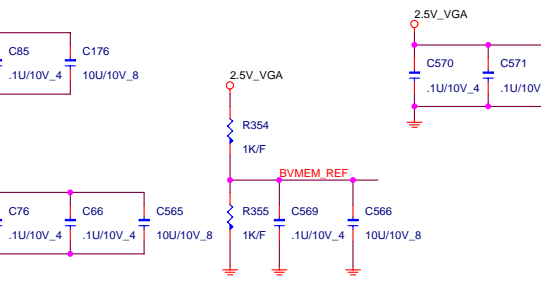 2.5V_VGA
C85
C176
.1U/10V_4
10U/10V_8
C570
C571
.1U/10V_4
.1U/10V
2.5V_VGA
R354
1K/F
BVMEM_REF
C76
C66
C565
.1U/10V_4
.1U/10V_4
10U/10V_8
R355
C569
C566
1K/F
.1U/10V_4
10U/10V_8